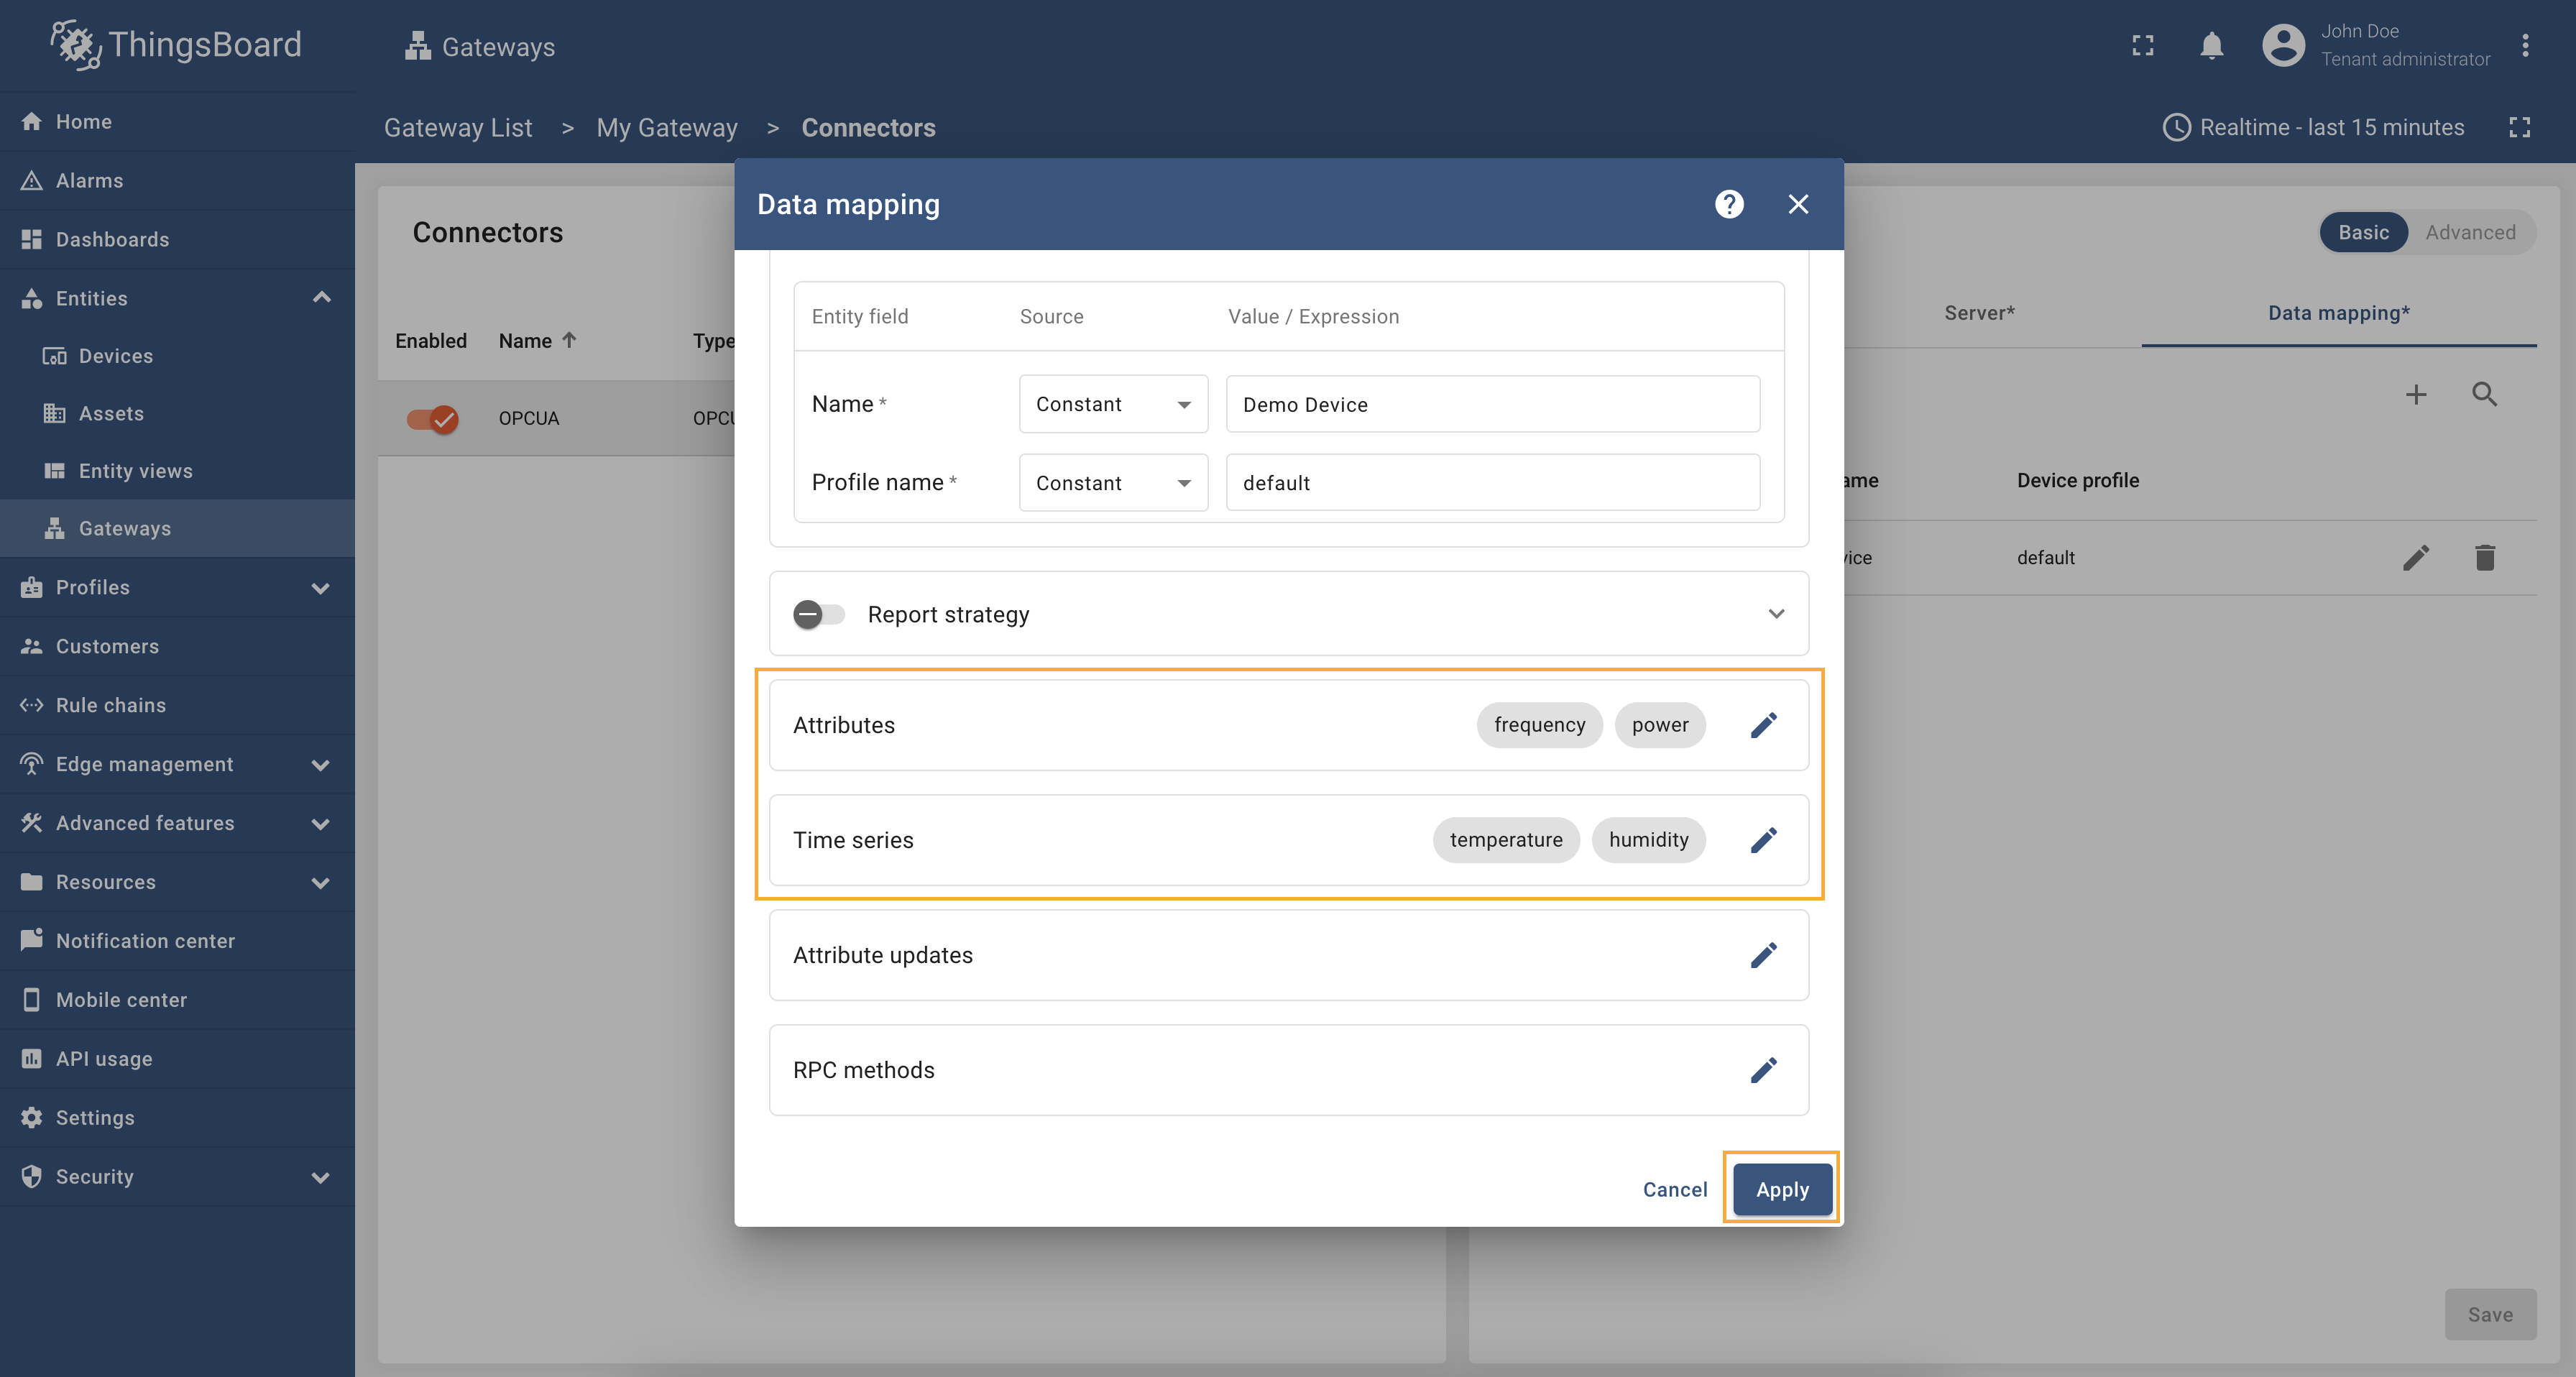 ThingsBoard
Gateways
John Doe
Tenant administrator
Gateway List > My Gateway > Connectors
Realtime - last 15 minutes
Home
Alarms
Dashboards
Entities
Devices
Assets
Entity views
Gateways
Profiles
Customers
Rule chains
Edge management
Advanced features
Resources
Notification center
Mobile center
API usage
Settings
Security
Connectors
Enabled Name Type
OPCUA OPCU
Data mapping
?
Entity field Source Value / Expression
Name * Constant Demo Device
Profile name * Constant default
Report strategy
Attributes frequency power
Time series temperature humidity
Attribute updates
RPC methods
Cancel Apply
Basic Advanced
Server* Data mapping*
ame Device profile
vice default
Save